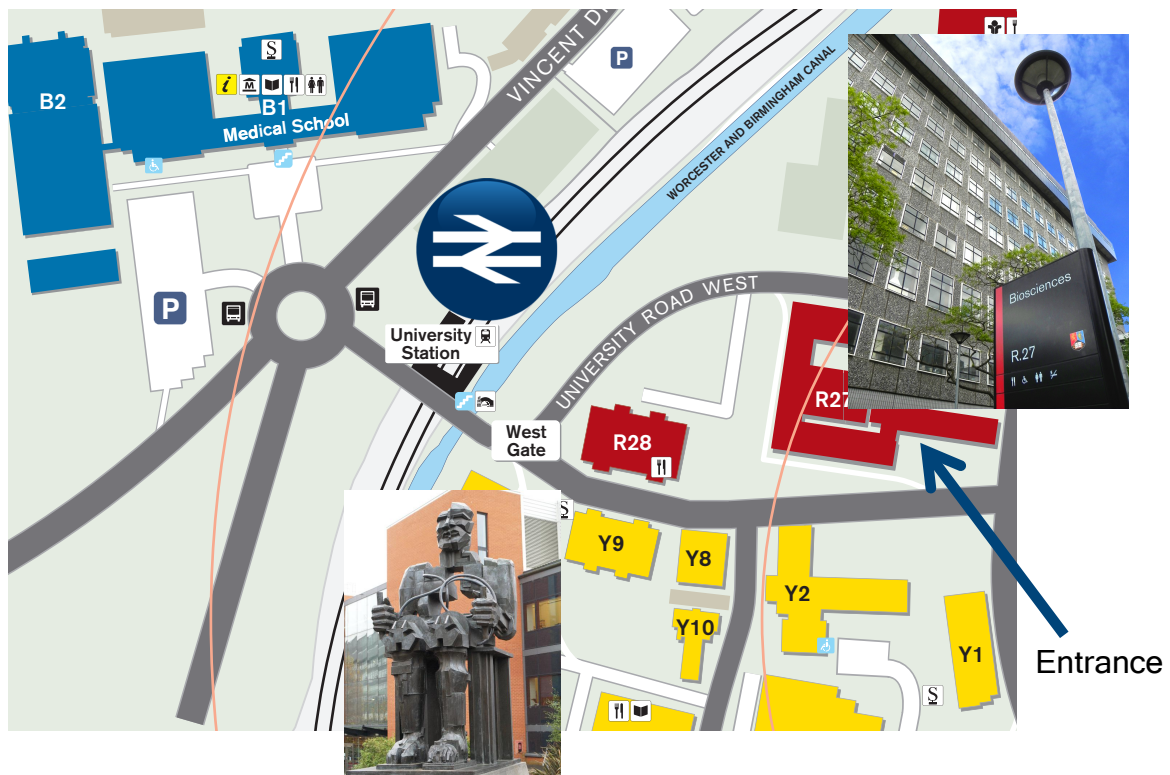 VINCENT D
P
S
i
B2
B1
Medical School
WORCESTER AND BIRMINGHAM CANAL
Biosciences
R.27
P
University
Station
UNIVERSITY ROAD WEST
R27
West
Gate
R28
S
Y9
Y8
Y2
Y10
Y1
Entrance
S